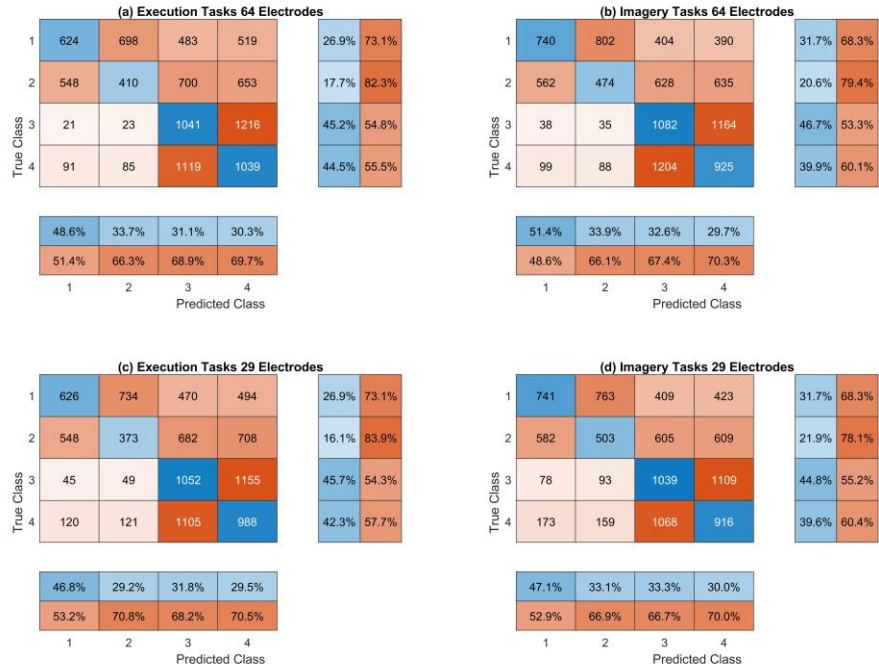 (a) Execution Tasks 64 Electrodes
1 624 698 483 519 26.9% 73.1%
2 548 410 700 653 17.7% 82.3%
3 21 23 1041 1216 45.2% 54.8%
4 91 85 1119 1039 44.5% 55.5%
True Class
48.6% 33.7% 31.1% 30.3%
51.4% 66.3% 68.9% 69.7%
1 2 3 4
Predicted Class
(b) Imagery Tasks 64 Electrodes
1 740 802 404 390 31.7% 68.3%
2 562 474 628 635 20.6% 79.4%
3 38 35 1082 1164 46.7% 53.3%
4 99 88 1204 925 39.9% 60.1%
True Class
51.4% 33.9% 32.6% 29.7%
48.6% 66.1% 67.4% 70.3%
1 2 3 4
Predicted Class
(c) Execution Tasks 29 Electrodes
1 626 734 470 494 26.9% 73.1%
2 548 373 682 708 16.1% 83.9%
3 45 49 1052 1155 45.7% 54.3%
4 120 121 1105 988 42.3% 57.7%
True Class
46.8% 29.2% 31.8% 29.5%
53.2% 70.8% 68.2% 70.5%
1 2 3 4
Predicted Class
(d) Imagery Tasks 29 Electrodes
1 741 763 409 423 31.7% 68.3%
2 582 503 605 609 21.9% 78.1%
3 78 93 1039 1109 44.8% 55.2%
4 173 159 1068 916 39.6% 60.4%
True Class
47.1% 33.1% 33.3% 30.0%
52.9% 66.9% 66.7% 70.0%
1 2 3 4
Predicted Class